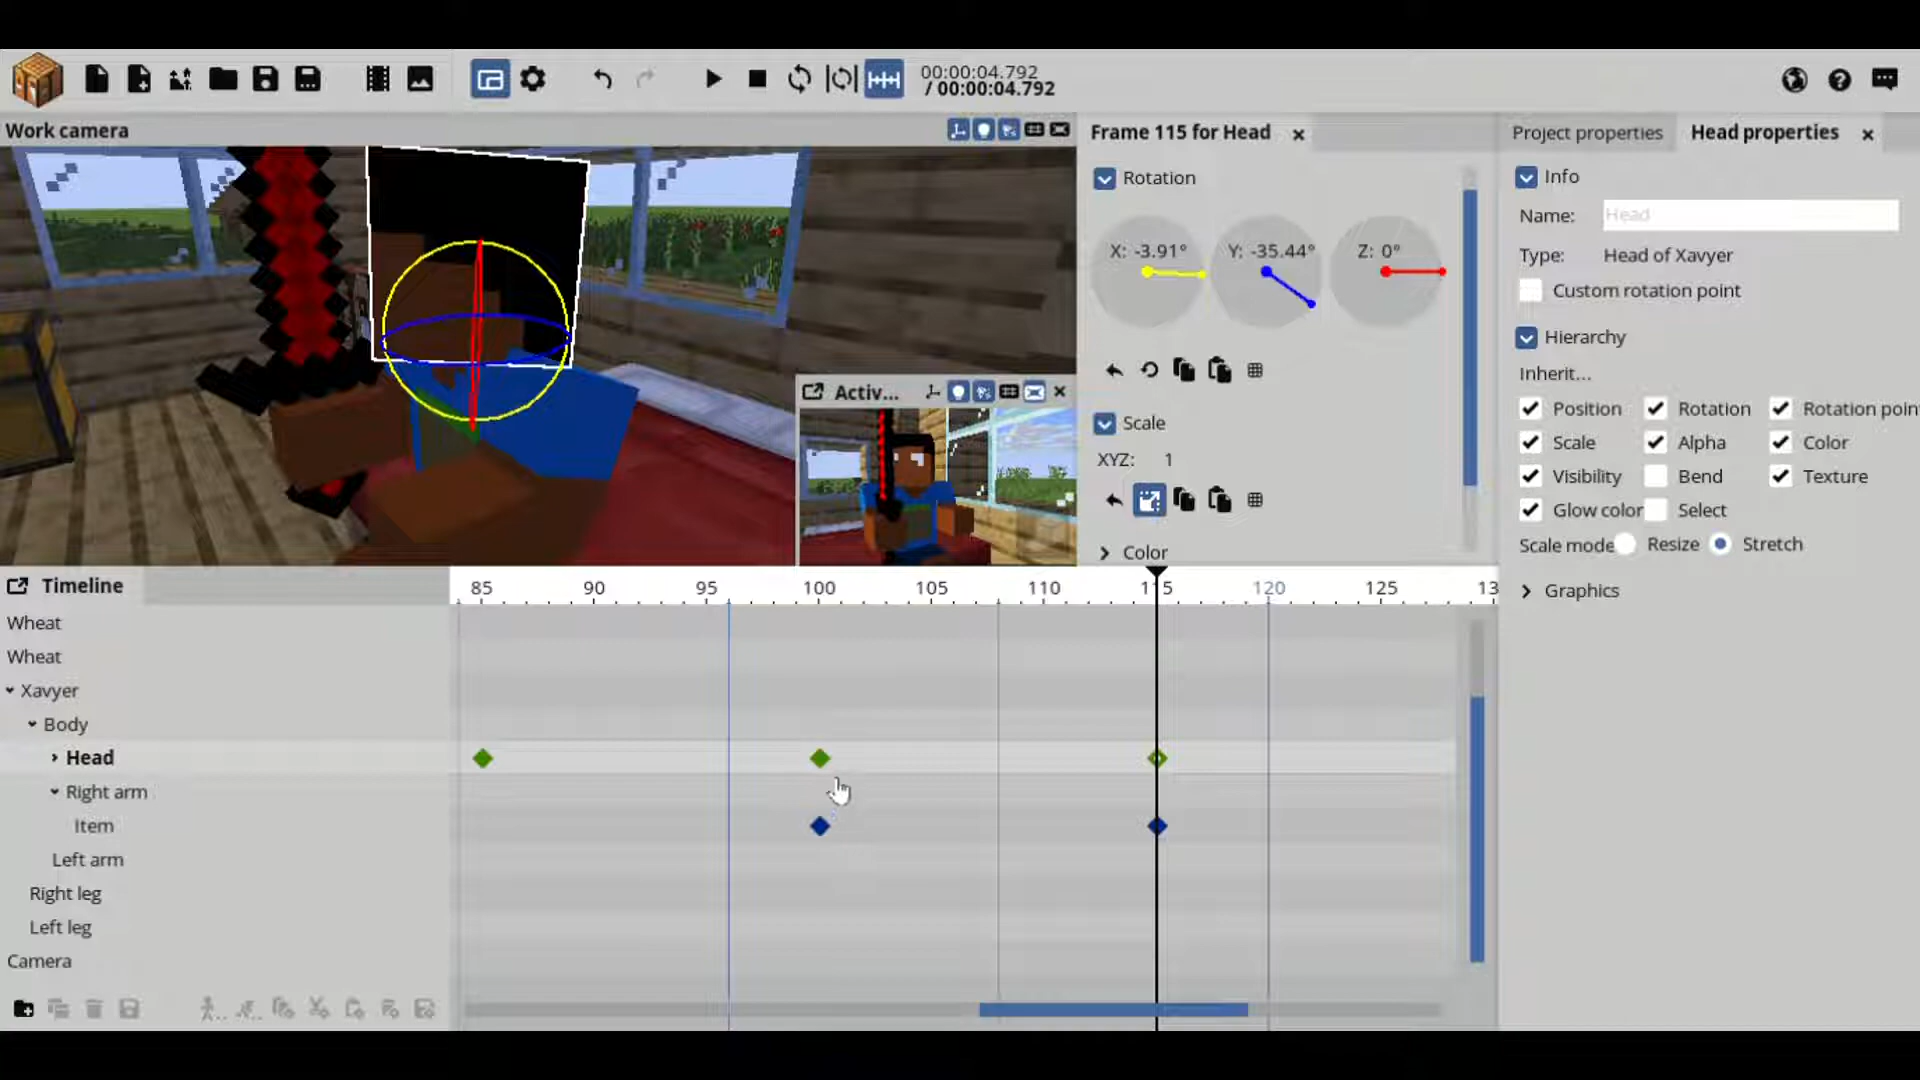 00:00:04.792
/ 00:00:04.792
Work camera
Frame 115 for Head
Project properties
Head properties
Rotation
X: -3.91°
Y: -35.44°
Z: 0°
Scale
XYZ: 1
Color
Activ...
Info
Name: Head
Type: Head of Xavyer
Custom rotation point
Hierarchy
Inherit...
Position Rotation Rotation poin
Scale Alpha Color
Visibility Bend Texture
Glow color Select
Scale mode Resize Stretch
Graphics
Timeline
85 90 95 100 105 110 115 120 125 13
Wheat
Wheat
Xavyer
Body
Head
Right arm
Item
Left arm
Right leg
Left leg
Camera